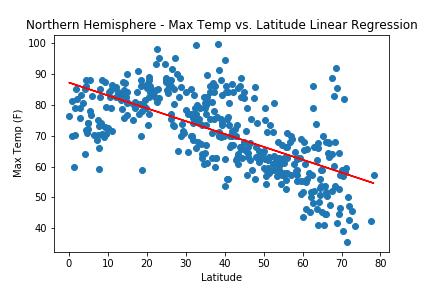 Northern Hemisphere - Max Temp vs. Latitude Linear Regression
100
90
80
70
60
50
40
Max Temp (F)
0 10 20 30 40 50 60 70 80
Latitude